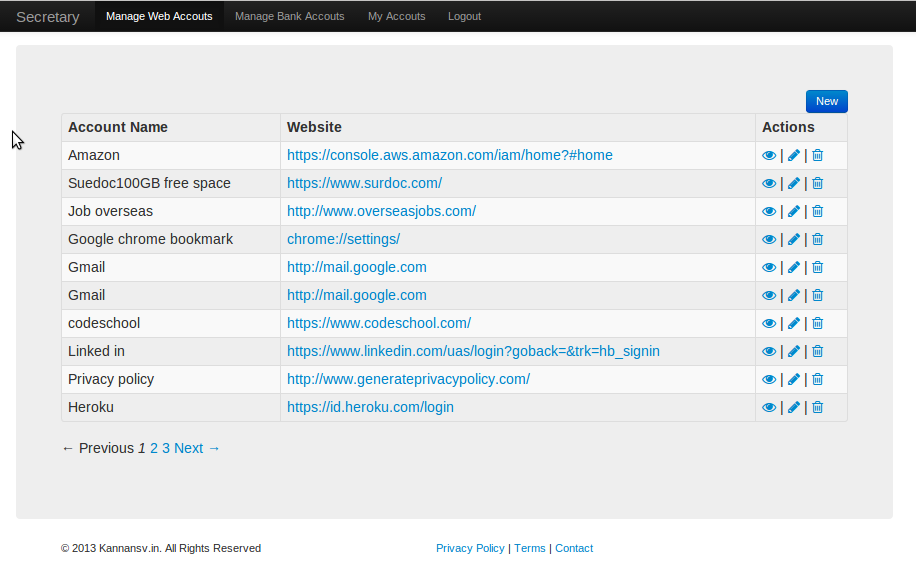 Secretary Manage Web Accouts Manage Bank Accouts My Accouts Logout
New
Account Name Website Actions
Amazon https://console.aws.amazon.com/iam/home?#home | |
Suedoc100GB free space https://www.surdoc.com/ | |
Job overseas http://www.overseasjobs.com/ | |
Google chrome bookmark chrome://settings/ | |
Gmail http://mail.google.com | |
Gmail http://mail.google.com | |
codeschool https://www.codeschool.com/ | |
Linked in https://www.linkedin.com/uas/login?goback=&trk=hb_signin | |
Privacy policy http://www.generateprivacypolicy.com/ | |
Heroku https://id.heroku.com/login | |
← Previous 1 2 3 Next →
© 2013 Kannansv.in. All Rights Reserved Privacy Policy | Terms | Contact